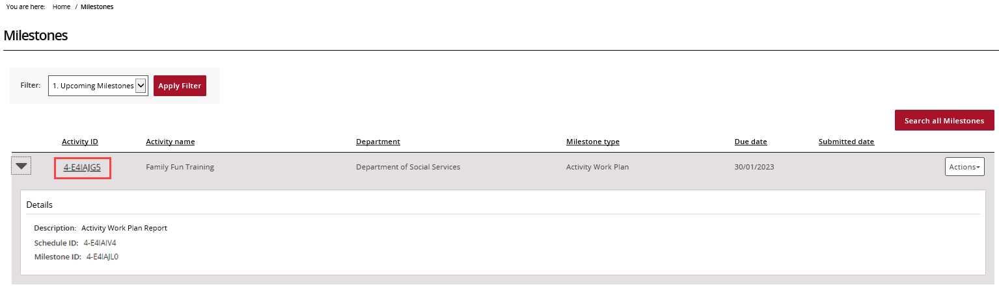 You are here: Home / Milestones
Milestones
Filter: 1. Upcoming Milestones Apply Filter
Search all Milestones
Activity ID Activity name Department Milestone type Due date Submitted date
4-E4IAJG5 Family Fun Training Department of Social Services Activity Work Plan 30/01/2023 Actions
Details
Description: Activity Work Plan Report
Schedule ID: 4-E4IAIV4
Milestone ID: 4-E4IAJL0